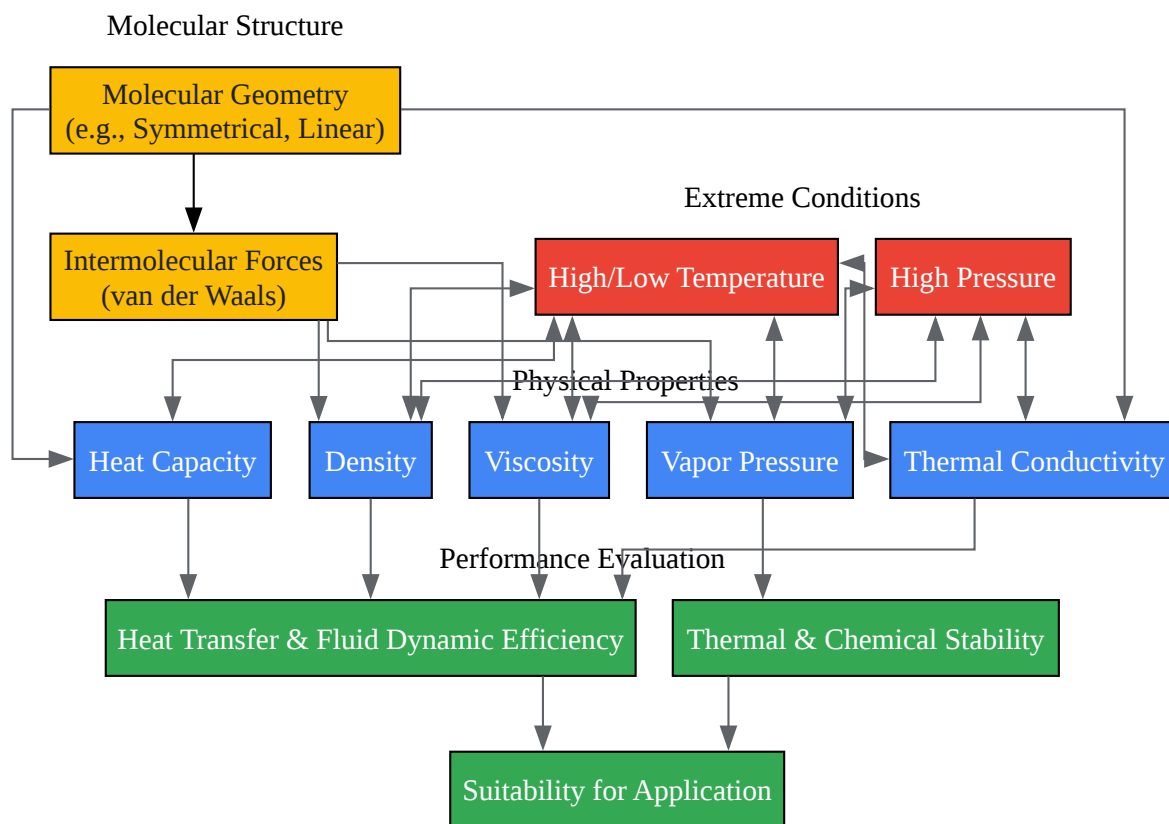 Molecular Structure
Molecular Geometry
(e.g., Symmetrical, Linear)
Extreme Conditions
Intermolecular Forces
(van der Waals)
High/Low Temperature
High Pressure
Physical Properties
Heat Capacity
Density
Viscosity
Vapor Pressure
Thermal Conductivity
Performance Evaluation
Heat Transfer & Fluid Dynamic Efficiency
Thermal & Chemical Stability
Suitability for Application